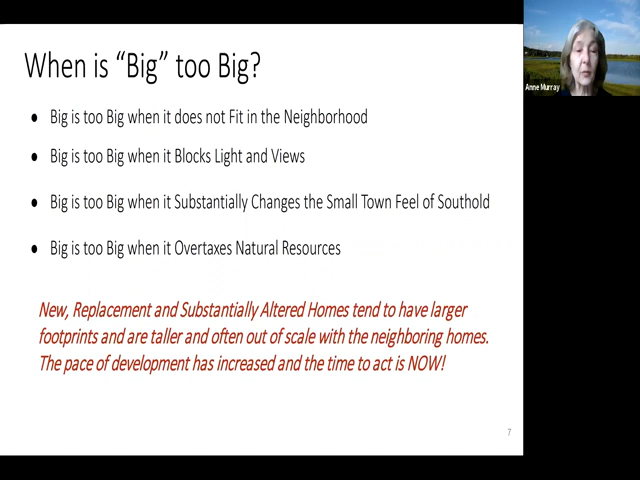 When is “Big” too Big?
Anne Murray
● Big is too Big when it does not Fit in the Neighborhood
● Big is too Big when it Blocks Light and Views
● Big is too Big when it Substantially Changes the Small Town Feel of Southold
● Big is too Big when it Overtaxes Natural Resources
New, Replacement and Substantially Altered Homes tend to have larger
footprints and are taller and often out of scale with the neighboring homes.
The pace of development has increased and the time to act is NOW!
7